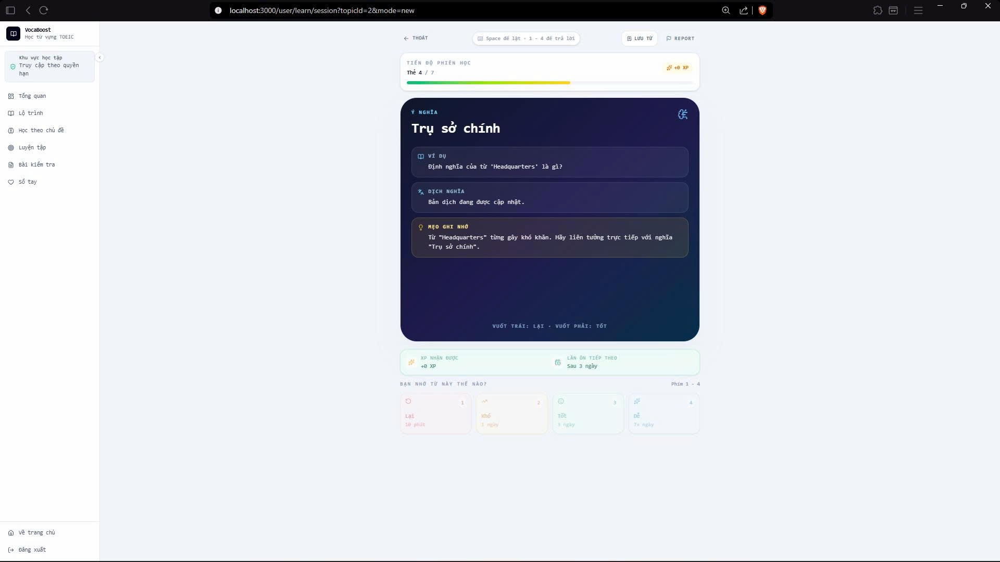 localhost:3000/user/learn/session?topicId=2&mode=new
VocaBoost
Học từ vựng TOEIC
Khu vực học tập
Truy cập theo quyền
hạn
Tổng quan
Lộ trình
Học theo chủ đề
Luyện tập
Bài kiểm tra
Sổ tay
Về trang chủ
Đăng xuất
THOÁT
Space để lật · 1 - 4 để trả lời
LƯU TỪ
REPORT
TIẾN ĐỘ PHIÊN HỌC
Thẻ 4 / 7
+0 XP
Ý NGHĨA
Trụ sở chính
VÍ DỤ
Định nghĩa của từ 'Headquarters' là gì?
DỊCH NGHĨA
Bản dịch đang được cập nhật.
MẸO GHI NHỚ
Từ "Headquarters" từng gây khó khăn. Hãy liên tưởng trực tiếp với nghĩa
"Trụ sở chính".
VUỐT TRÁI: LẠI · VUỐT PHẢI: TỐT
XP NHẬN ĐƯỢC
+0 XP
LẦN ÔN TIẾP THEO
Sau 3 ngày
BẠN NHỚ TỪ NÀY THẾ NÀO?
Phím 1 - 4
1
Lại
10 phút
2
Khó
1 ngày
3
Tốt
3 ngày
4
Dễ
7+ ngày